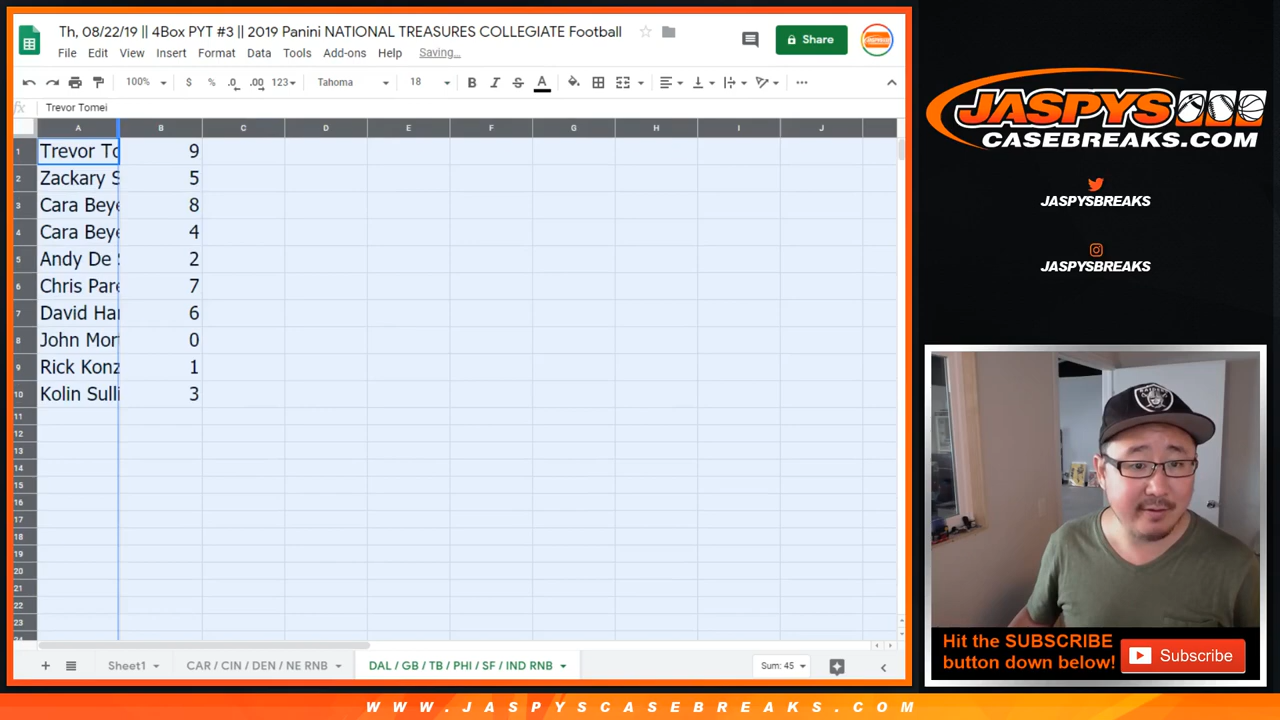 Th, 08/22/19 || 4Box PYT #3 || 2019 Panini NATIONAL TREASURES COLLEGIATE Football
File Edit View Insert Format Data Tools Add-ons Help Saving...
Share
100% $ % .0 .00 123 Tahoma 18 B I S A
fx Trevor Tomei
A B C D E F G H I J
1 Trevor To 9
2 Zackary S 5
3 Cara Beye 8
4 Cara Beye 4
5 Andy De 2
6 Chris Pare 7
7 David Har 6
8 John Mor 0
9 Rick Konz 1
10 Kolin Sulli 3
11
12
13
14
15
16
17
18
19
20
21
22
23
Sheet1 CAR / CIN / DEN / NE RNB DAL / GB / TB / PHI / SF / IND RNB Sum: 45
JASPYS
CASEBREAKS.COM
JASPYSBREAKS
JASPYSBREAKS
RAIDERS
Hit the SUBSCRIBE
button down below!
Subscribe
WWW.JASPYSCASEBREAKS.COM